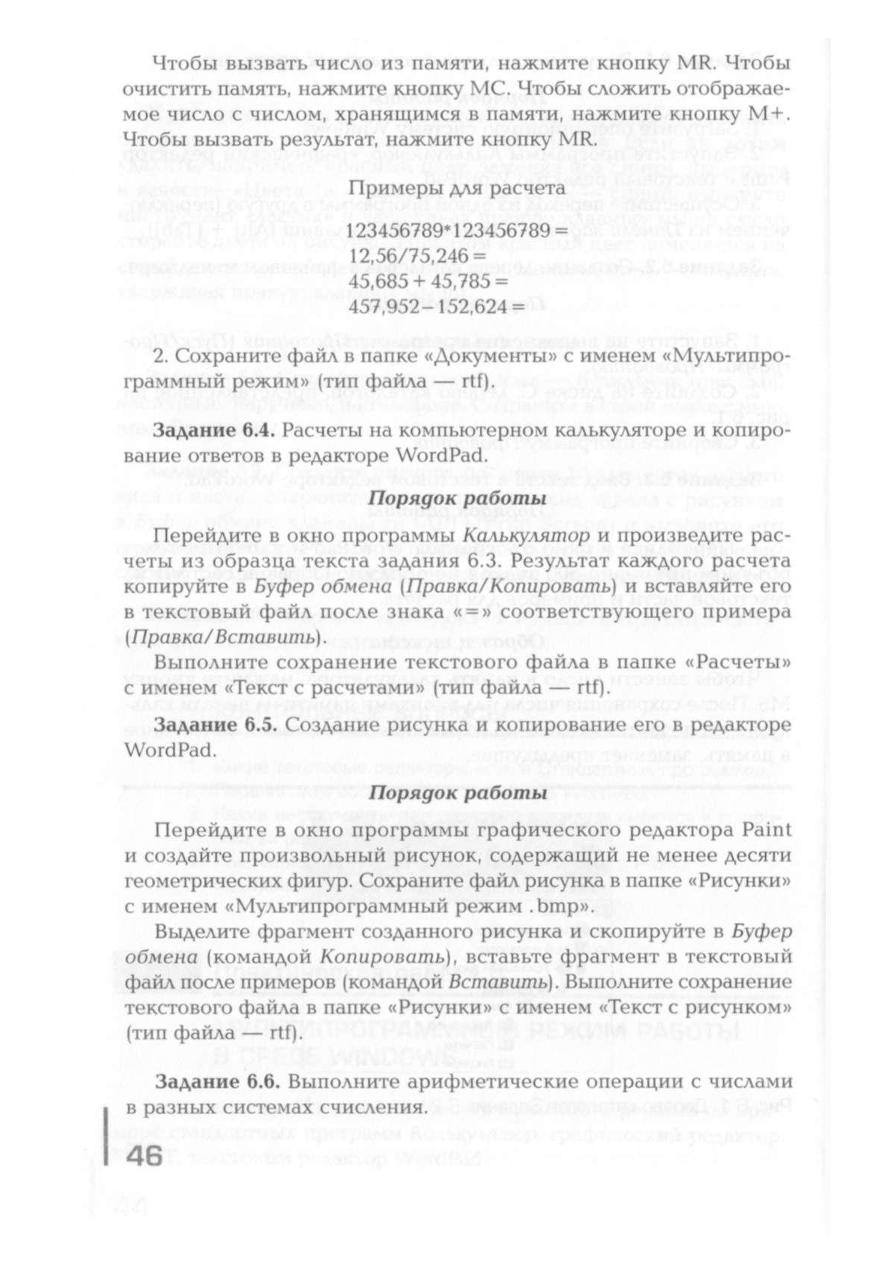 Чтобы вызвать число из памяти, нажмите кнопку MR. Чтобы
очистить память, нажмите кнопку MC. Чтобы сложить отображае-
мое число с числом, хранящимся в памяти, нажмите кнопку M+.
Чтобы вызвать результат, нажмите кнопку MR.
Примеры для расчета
123456789*123456789 =
12,56/75,246 =
45,685 + 45,785 =
457,952 – 152,624 =
2. Сохраните файл в папке «Документы» с именем «Мультипро-
граммный режим» (тип файла — rtf).
Задание 6.4. Расчеты на компьютерном калькуляторе и копиро-
вание ответов в редакторе WordPad.
Порядок работы
Перейдите в окно программы Калькулятор и произведите рас-
четы из образца текста задания 6.3. Результат каждого расчета
копируйте в Буфер обмена (Правка/Копировать) и вставляйте его
в текстовый файл после знака «=» соответствующего примера
(Правка/Вставить).
Выполните сохранение текстового файла в папке «Расчеты»
с именем «Текст с расчетами» (тип файла — rtf).
Задание 6.5. Создание рисунка и копирование его в редакторе
WordPad.
Порядок работы
Перейдите в окно программы графического редактора Paint
и создайте произвольный рисунок, содержащий не менее десяти
геометрических фигур. Сохраните файл рисунка в папке «Рисунки»
с именем «Мультипрограммный режим .bmp».
Выделите фрагмент созданного рисунка и скопируйте в Буфер
обмена (командой Копировать), вставьте фрагмент в текстовый
файл после примеров (командой Вставить). Выполните сохранение
текстового файла в папке «Рисунки» с именем «Текст с рисунком»
(тип файла — rtf).
Задание 6.6. Выполните арифметические операции с числами
в разных системах счисления.
46